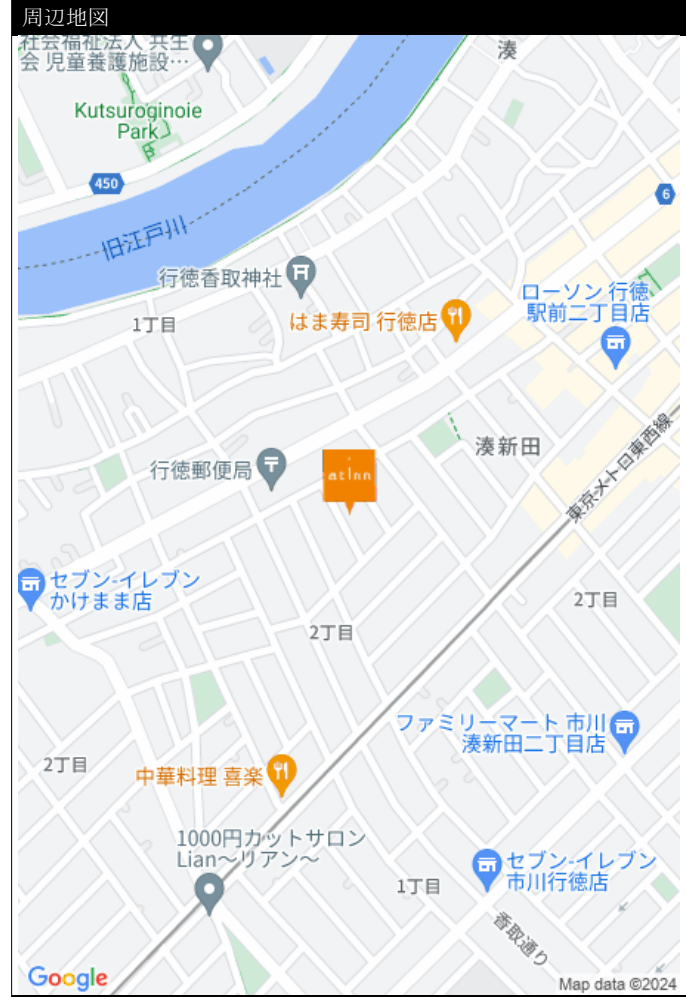 周辺地図
社会福祉法人 共生
会 児童養護施設…
湊
Kutsuroginoie
Park
450
6
旧江戸川
行徳香取神社
ローソン 行徳
駅前二丁目店
1丁目
はま寿司 行徳店
湊新田
行徳郵便局
atInn
東京メトロ東西線
セブン-イレブン
かけまま店
2丁目
2丁目
ファミリーマート 市川
湊新田二丁目店
2丁目
中華料理 喜楽
1000円カットサロン
Lian〜リアン〜
セブン-イレブン
市川行徳店
1丁目
香取通り
Google
Map data ©2024